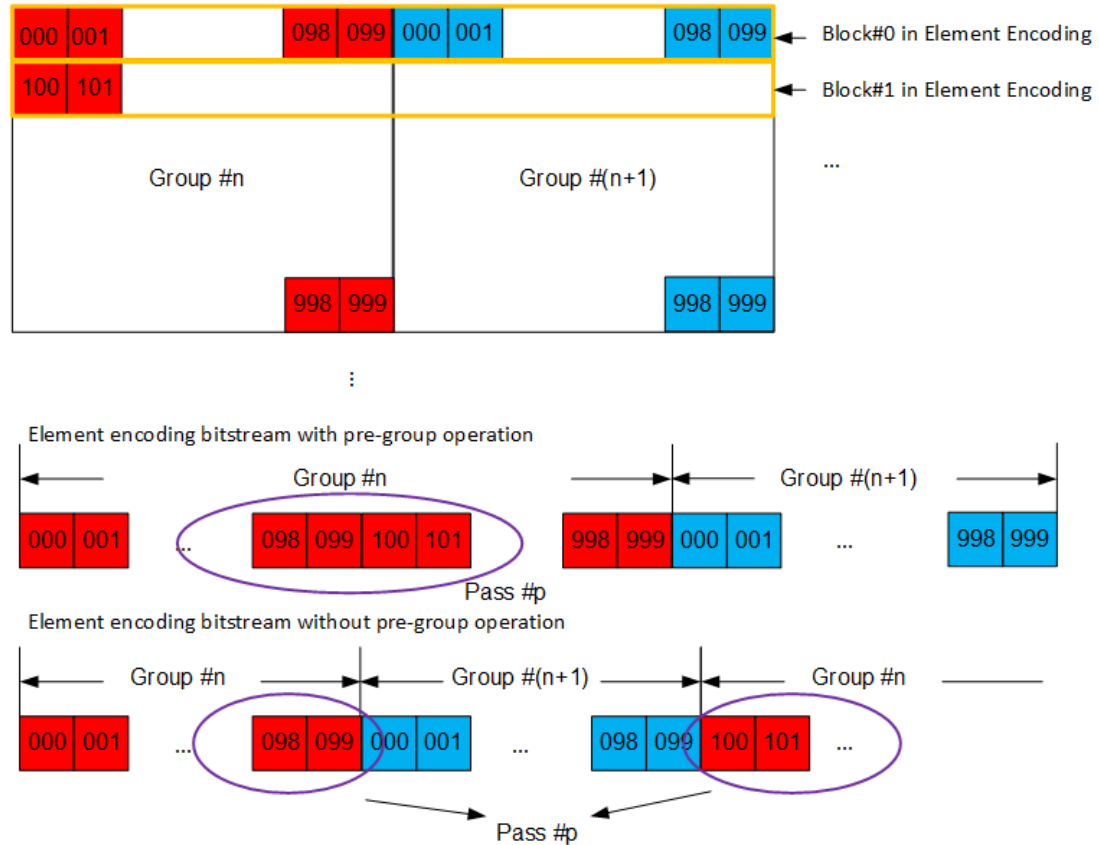 000 001 098 099 000 001 098 099 Block#0 in Element Encoding
100 101 Block#1 in Element Encoding
...
Group #n Group #(n+1)
998 999 998 999
...
Element encoding bitstream with pre-group operation
Group #n Group #(n+1)
000 001 ... 098 099 100 101 998 999 000 001 ... 998 999
Pass #p
Element encoding bitstream without pre-group operation
Group #n Group #(n+1) Group #n
000 001 ... 098 099 000 001 ... 098 099 100 101 ...
Pass #p